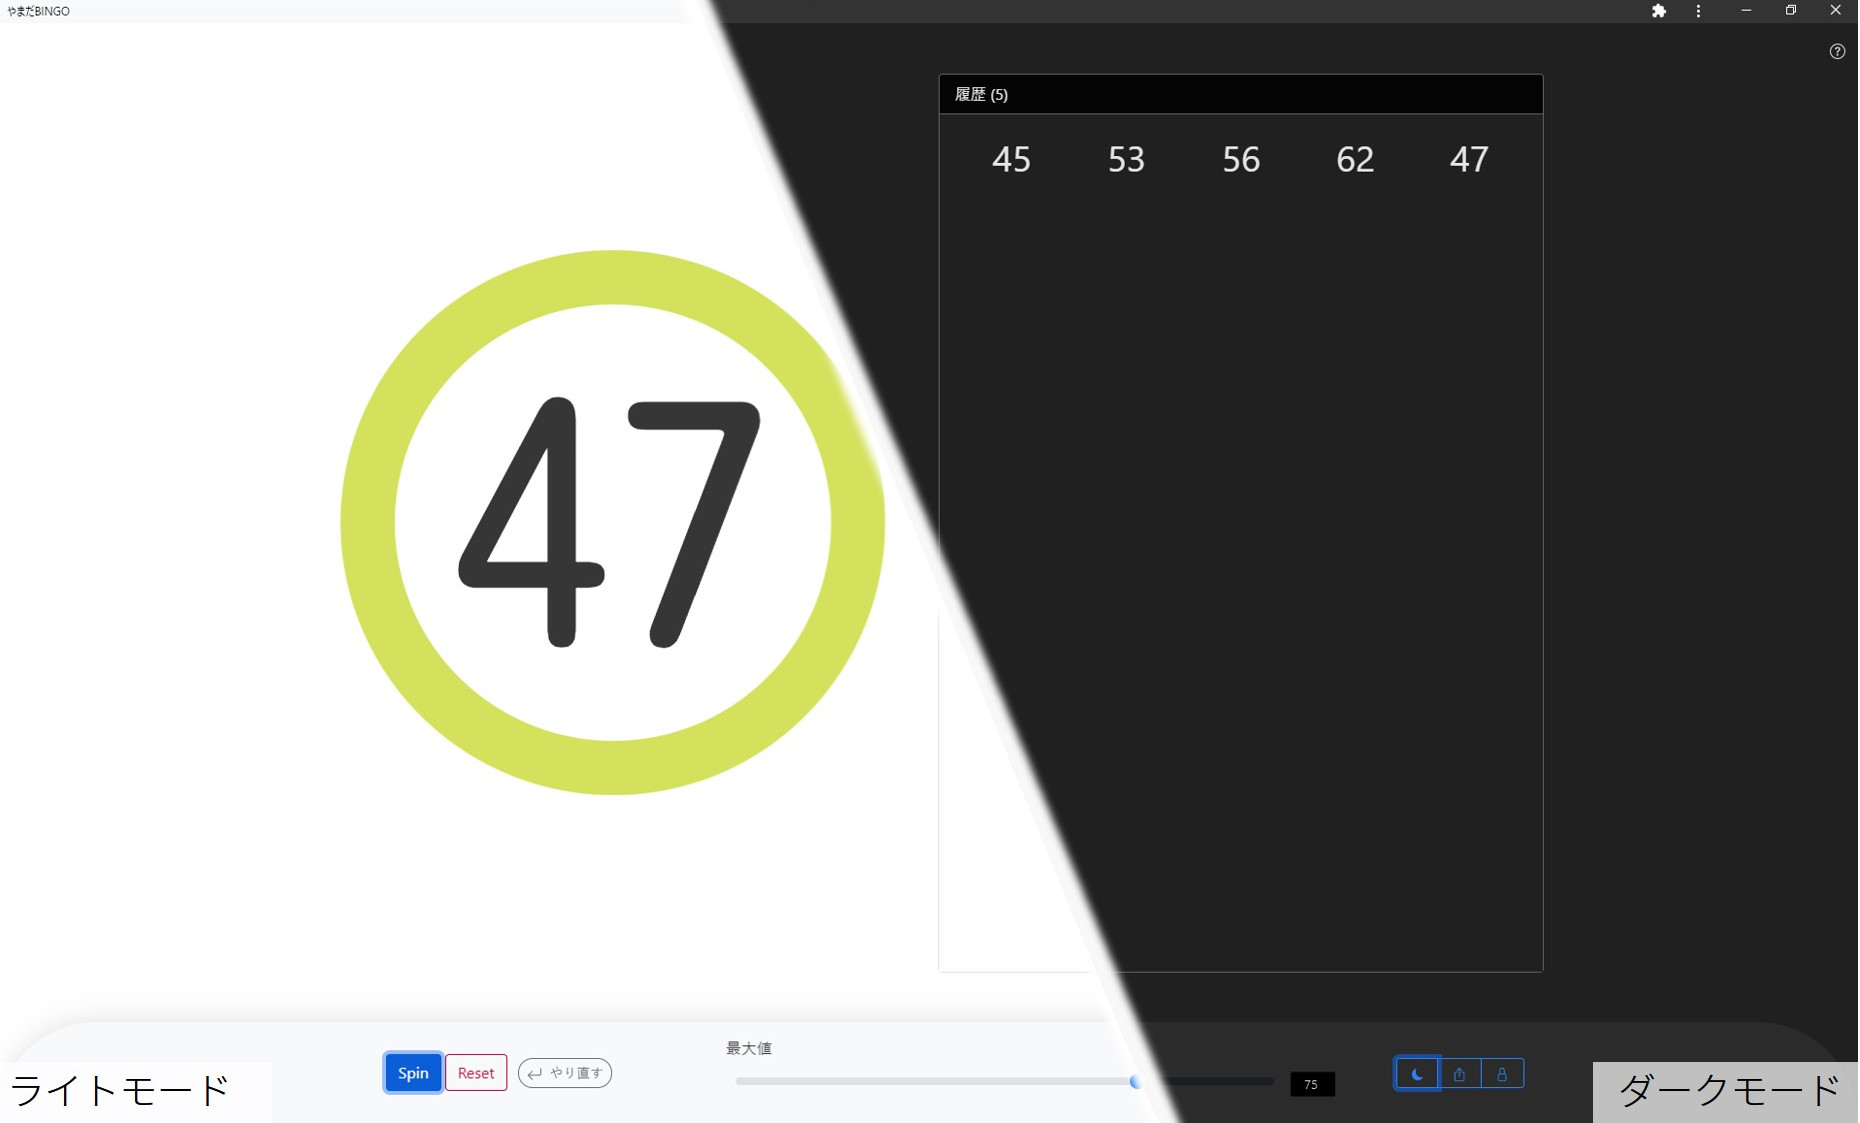 やまだBINGO
履歴 (5)
45 53 56 62 47
47
最大値
Spin Reset やり直す
75
ライトモード
ダークモード